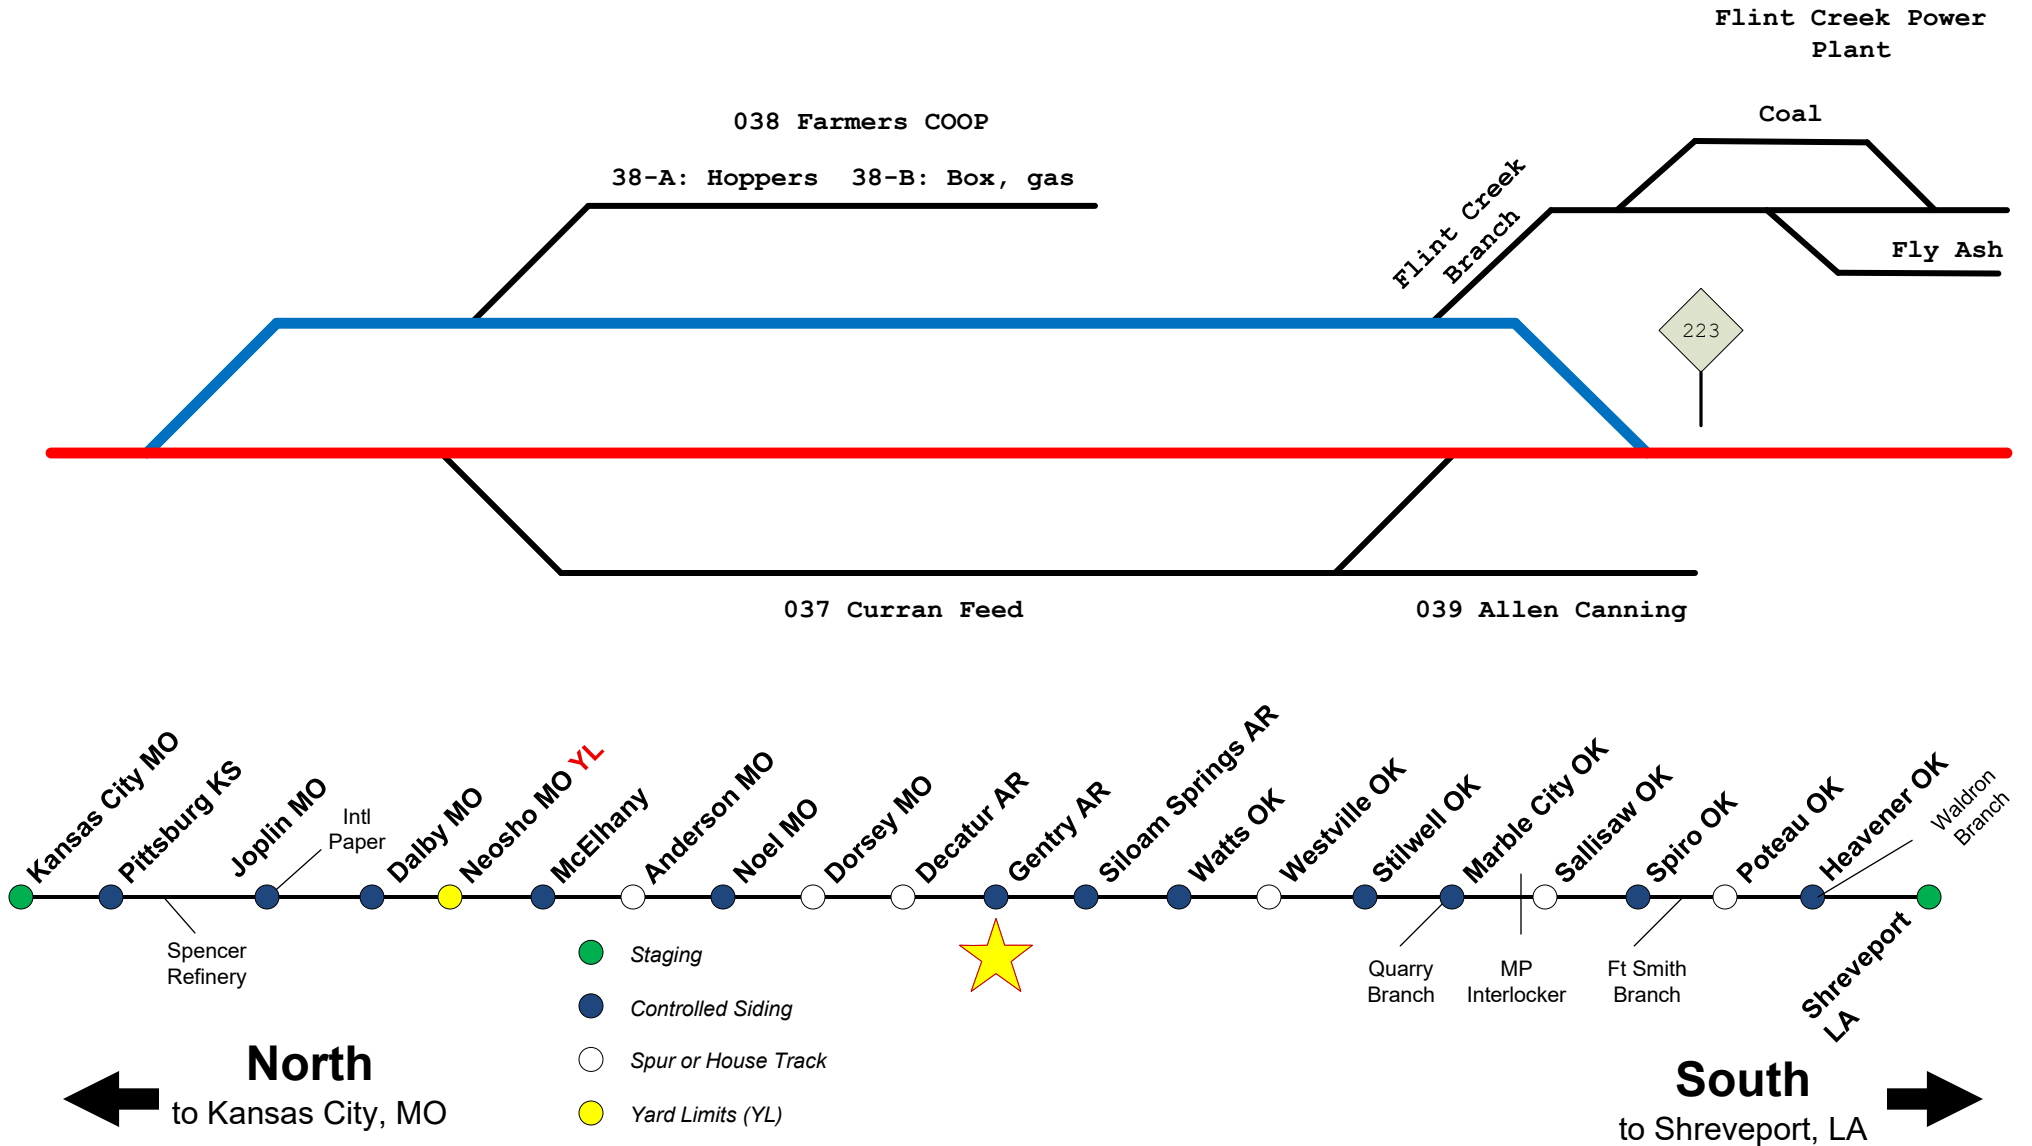 Flint Creek Power
Plant
Coal
038 Farmers COOP
38-A: Hoppers 38-B: Box, gas
Flint Creek
Branch
Fly Ash
223
037 Curran Feed
039 Allen Canning
Kansas City MO
Pittsburg KS
Joplin MO
Intl
Paper
Dalby MO
Neosho MO YL
McElhany
Anderson MO
Noel MO
Dorsey MO
Decatur AR
Gentry AR
Siloam Springs AR
Watts OK
Westville OK
Stilwell OK
Marble City OK
Sallisaw OK
Spiro OK
Poteau OK
Heavener OK
Waldron
Branch
Shreveport
LA
Spencer
Refinery
Quarry
Branch
MP
Interlocker
Ft Smith
Branch
Staging
Controlled Siding
Spur or House Track
Yard Limits (YL)
North
to Kansas City, MO
South
to Shreveport, LA